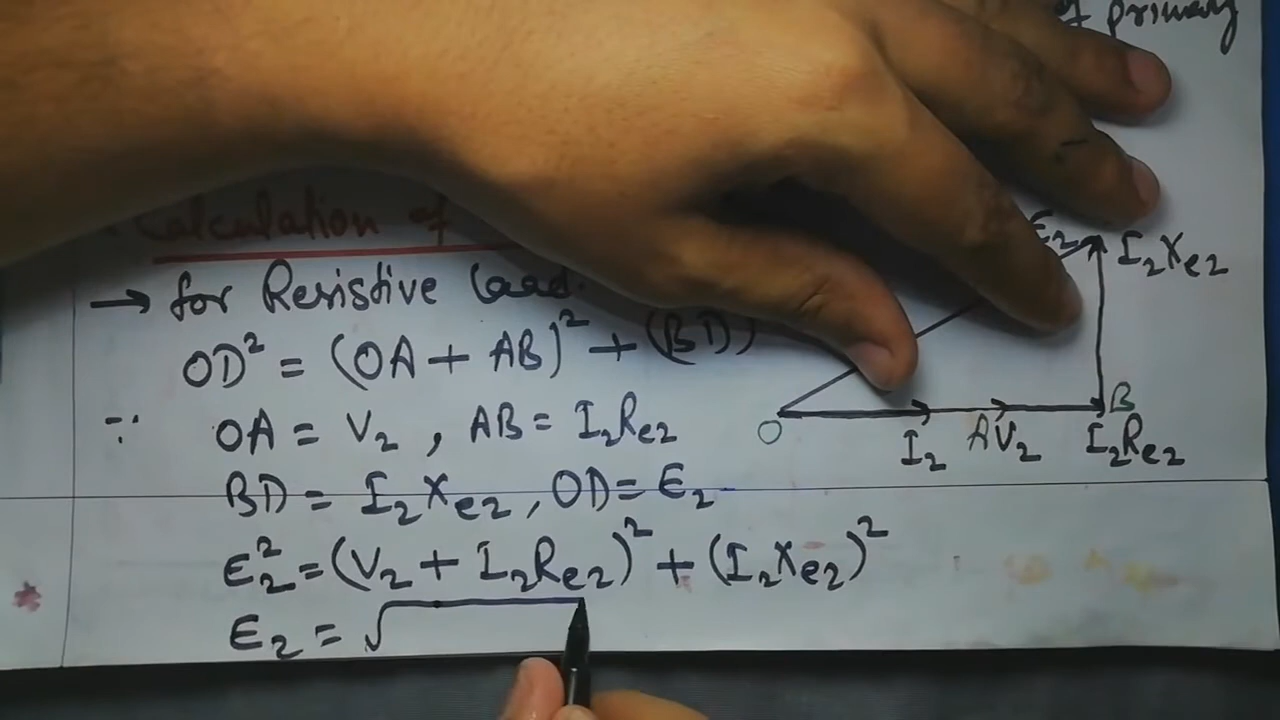 of primary
Calculation of
→ for Resistive Load.
OD² = (OA + AB)² + (BD)
∵ OA = V₂ , AB = I₂Re₂
BD = I₂Xe₂ , OD = E₂
E₂² = (V₂ + I₂Re₂)² + (I₂Xe₂)²
E₂ = √
E₂ I₂Xe₂
B
O I₂ A V₂ I₂Re₂